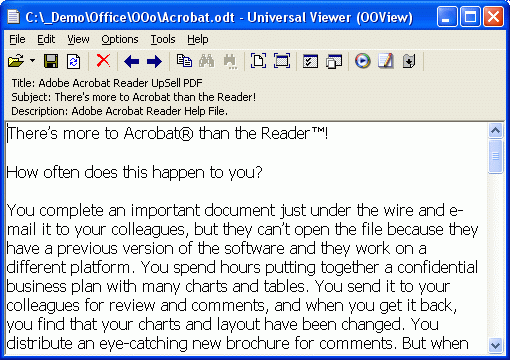 C:\_Demo\Office\OOo\Acrobat.odt - Universal Viewer (OOView)
File Edit View Options Tools Help
Title: Adobe Acrobat Reader UpSell PDF
Subject: There's more to Acrobat than the Reader!
Description: Adobe Acrobat Reader Help File.
There's more to Acrobat® than the Reader™!
How often does this happen to you?
You complete an important document just under the wire and e-
mail it to your colleagues, but they can't open the file because they
have a previous version of the software and they work on a
different platform. You spend hours putting together a confidential
business plan with many charts and tables. You send it to your
colleagues for review and comments, and when you get it back,
you find that your charts and layout have been changed. You
distribute an eye-catching new brochure for comments. But when